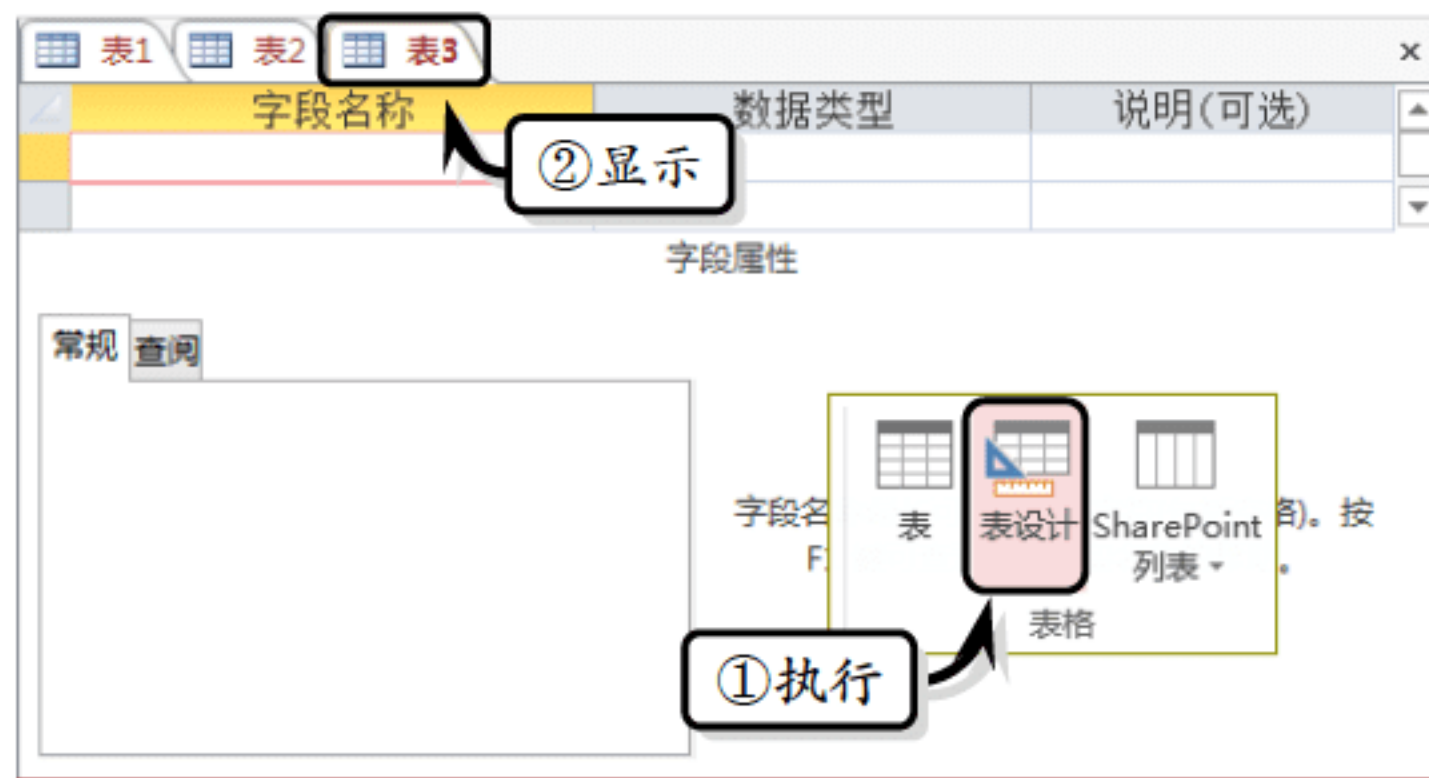 表1 表2 表3
字段名称 数据类型 说明(可选)
②显示
字段属性
常规 查阅
字段名 格)。按
F 。
表 表设计 SharePoint
列表
表格
①执行